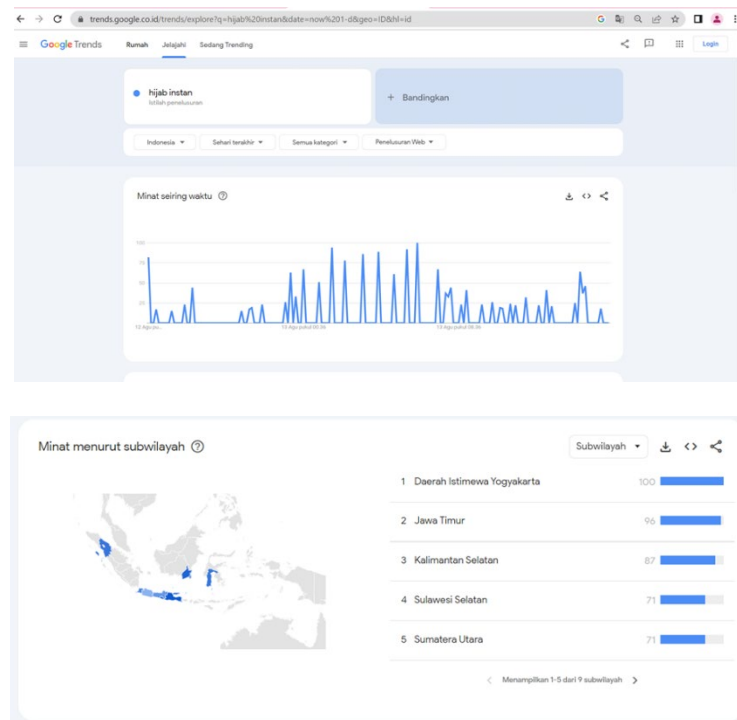 trends.google.co.id/trends/explore?q=hijab%20instan&date=now%201-d&geo=ID&hl=id
Google Trends Rumah Jelajahi Sedang Trending Login
hijab instan
Istilah penelusuran
+ Bandingkan
Indonesia Sehari terakhir Semua kategori Penelusuran Web
Minat seiring waktu
100
75
50
25
13 Agu pu...
Minat menurut subwilayah Subwilayah
1 Daerah Istimewa Yogyakarta 100
2 Jawa Timur 96
3 Kalimantan Selatan 87
4 Sulawesi Selatan 71
5 Sumatera Utara 71
Menampilkan 1-5 dari 9 subwilayah